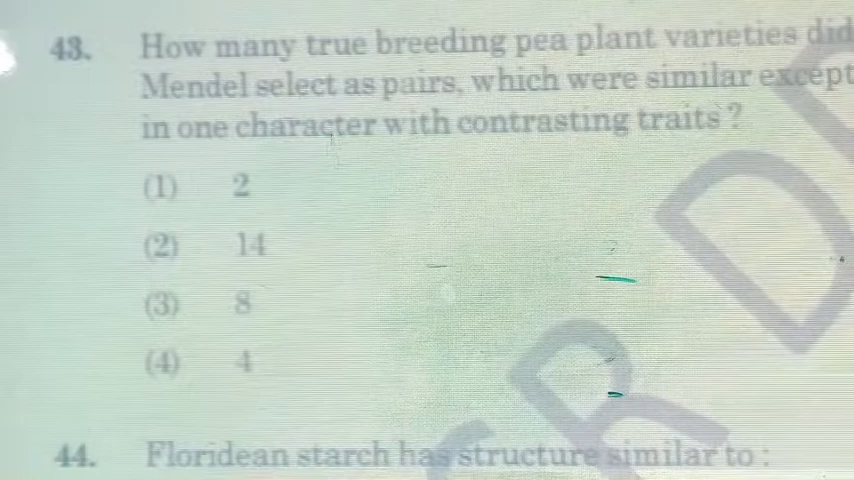 43. How many true breeding pea plant varieties did
Mendel select as pairs, which were similar except
in one character with contrasting traits ?
(1) 2
(2) 14
(3) 8
(4) 4
44. Floridean starch has structure similar to :